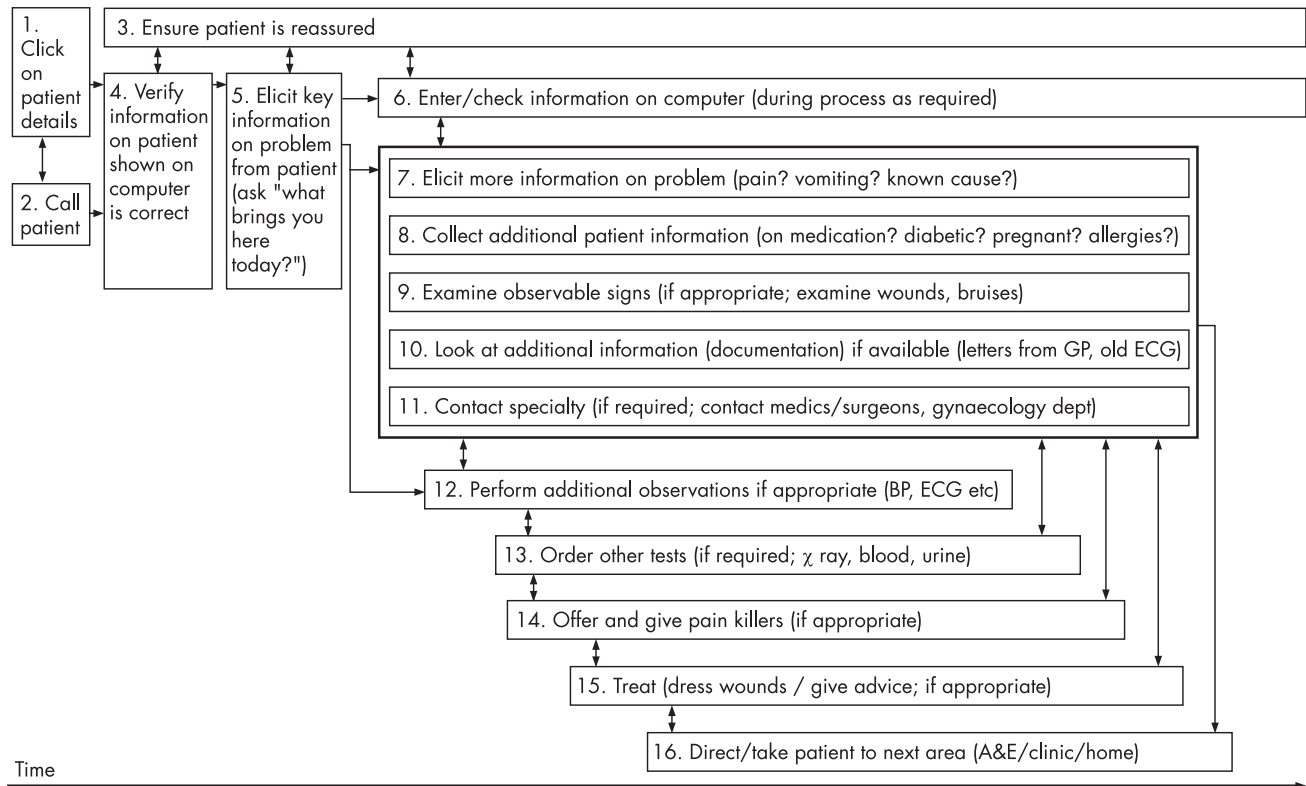 1.
Click
on
patient
details
2. Call
patient
3. Ensure patient is reassured
4. Verify
information
on patient
shown on
computer
is correct
5. Elicit key
information
on problem
from patient
(ask "what
brings you
here
today?")
6. Enter/check information on computer (during process as required)
7. Elicit more information on problem (pain? vomiting? known cause?)
8. Collect additional patient information (on medication? diabetic? pregnant? allergies?)
9. Examine observable signs (if appropriate; examine wounds, bruises)
10. Look at additional information (documentation) if available (letters from GP, old ECG)
11. Contact specialty (if required; contact medics/surgeons, gynaecology dept)
12. Perform additional observations if appropriate (BP, ECG etc)
13. Order other tests (if required; χ ray, blood, urine)
14. Offer and give pain killers (if appropriate)
15. Treat (dress wounds / give advice; if appropriate)
16. Direct/take patient to next area (A&E/clinic/home)
Time